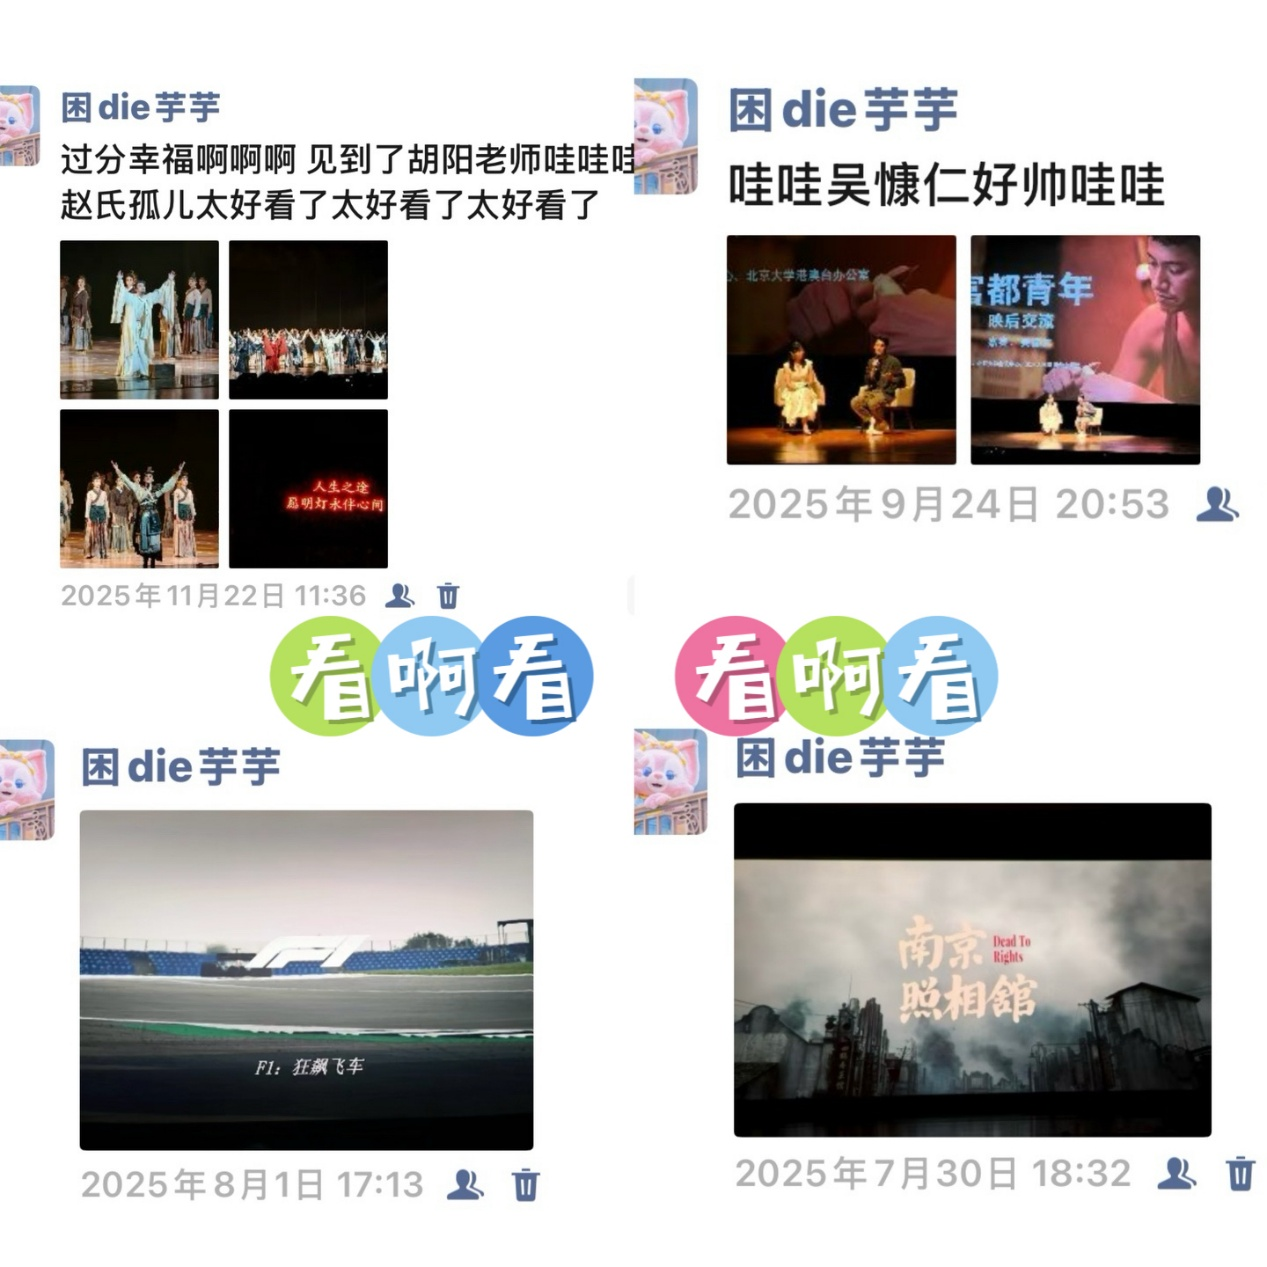 困die芋芋
过分幸福啊啊啊 见到了胡阳老师哇哇哇
赵氏孤儿太好看了太好看了太好看了
人生之途
启明灯永伴心间
2025年11月22日 11:36
困die芋芋
哇哇吴慷仁好帅哇哇
心、北京大学港澳台办公室
富都青年
映后交流
2025年9月24日 20:53
看啊看
看啊看
困die芋芋
F1
F1：狂飙飞车
2025年8月1日 17:13
困die芋芋
南京
照相館
Dead To
Rights
2025年7月30日 18:32